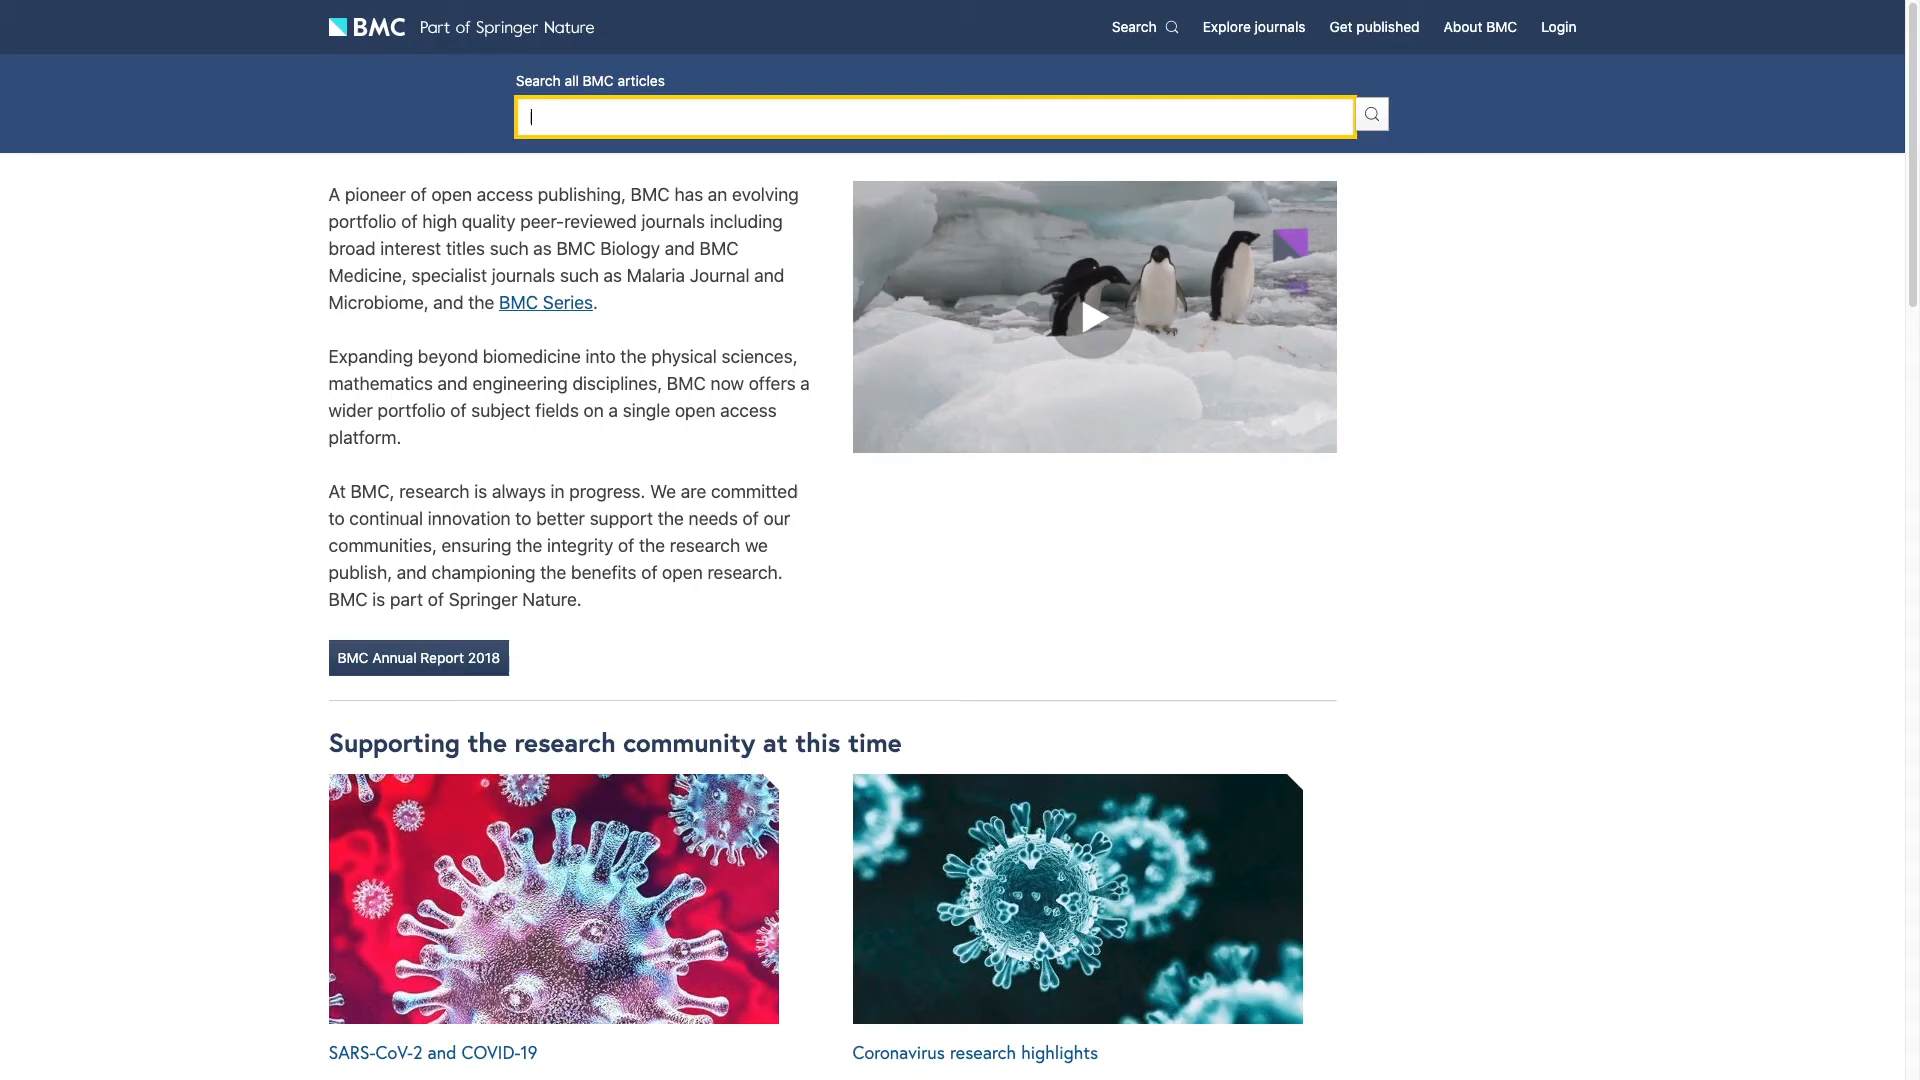 BMC Part of Springer Nature
Search Explore journals Get published About BMC Login
Search all BMC articles
A pioneer of open access publishing, BMC has an evolving
portfolio of high quality peer-reviewed journals including
broad interest titles such as BMC Biology and BMC
Medicine, specialist journals such as Malaria Journal and
Microbiome, and the BMC Series.
Expanding beyond biomedicine into the physical sciences,
mathematics and engineering disciplines, BMC now offers a
wider portfolio of subject fields on a single open access
platform.
At BMC, research is always in progress. We are committed
to continual innovation to better support the needs of our
communities, ensuring the integrity of the research we
publish, and championing the benefits of open research.
BMC is part of Springer Nature.
BMC Annual Report 2018
Supporting the research community at this time
SARS-CoV-2 and COVID-19
Coronavirus research highlights